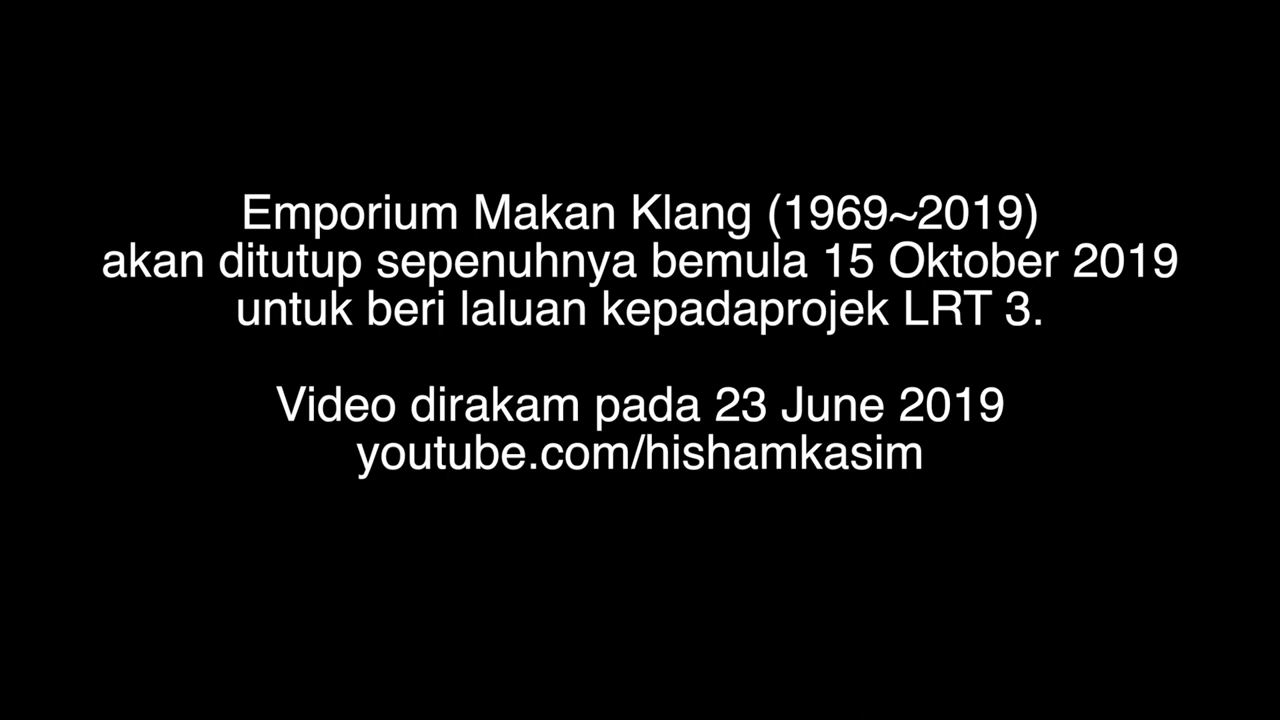 Emporium Makan Klang (1969~2019)
akan ditutup sepenuhnya bemula 15 Oktober 2019
untuk beri laluan kepadaprojek LRT 3.
Video dirakam pada 23 June 2019
youtube.com/hishamkasim